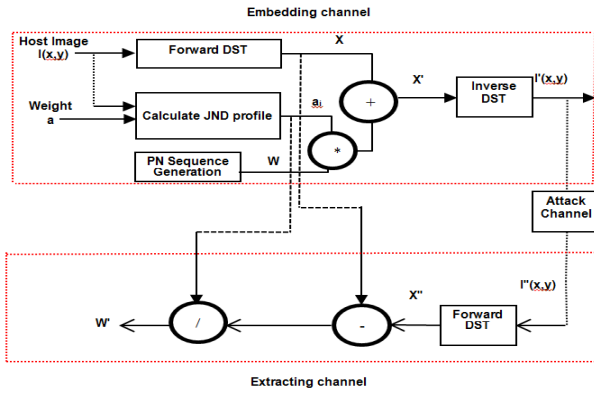 Embedding channel
Host Image
I(x,y)
Forward DST
X
Weight
a
Calculate JND profile
ai
+
X'
Inverse
DST
I'(x,y)
*
PN Sequence
Generation
W
Attack
Channel
I''(x,y)
X''
Forward
DST
-
/
W'
Extracting channel